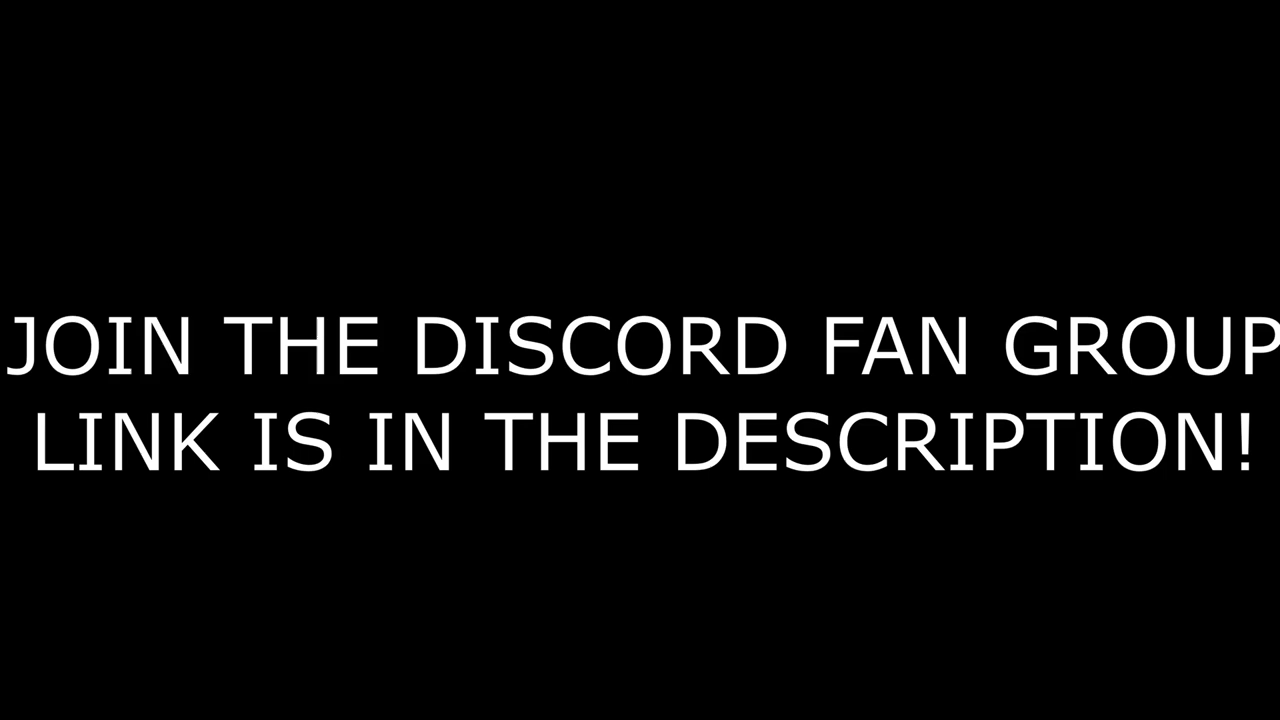 JOIN THE DISCORD FAN GROUP
LINK IS IN THE DESCRIPTION!